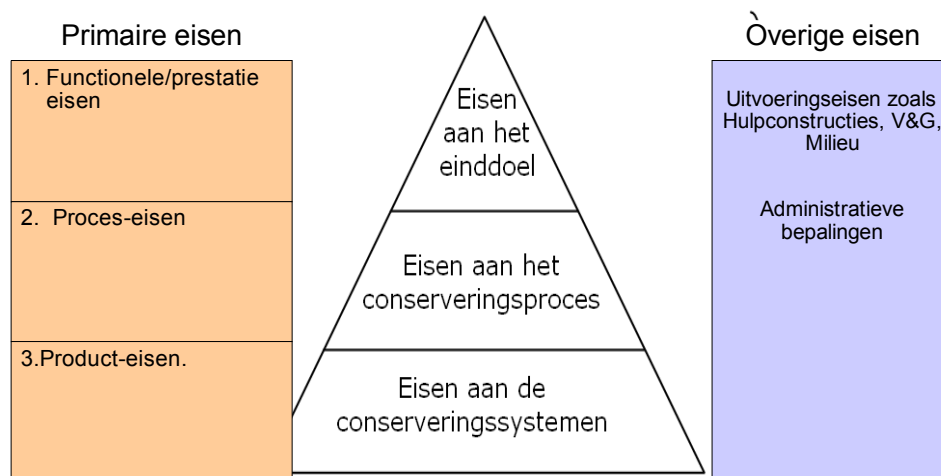 Primaire eisen
1. Functionele/prestatie
eisen
2. Proces-eisen
3.Product-eisen.
Eisen
aan het
einddoel
Eisen aan het
conserveringsproces
Eisen aan de
conserveringssystemen
Òverige eisen
Uitvoeringseisen zoals
Hulpconstructies, V&G,
Milieu
Administratieve
bepalingen